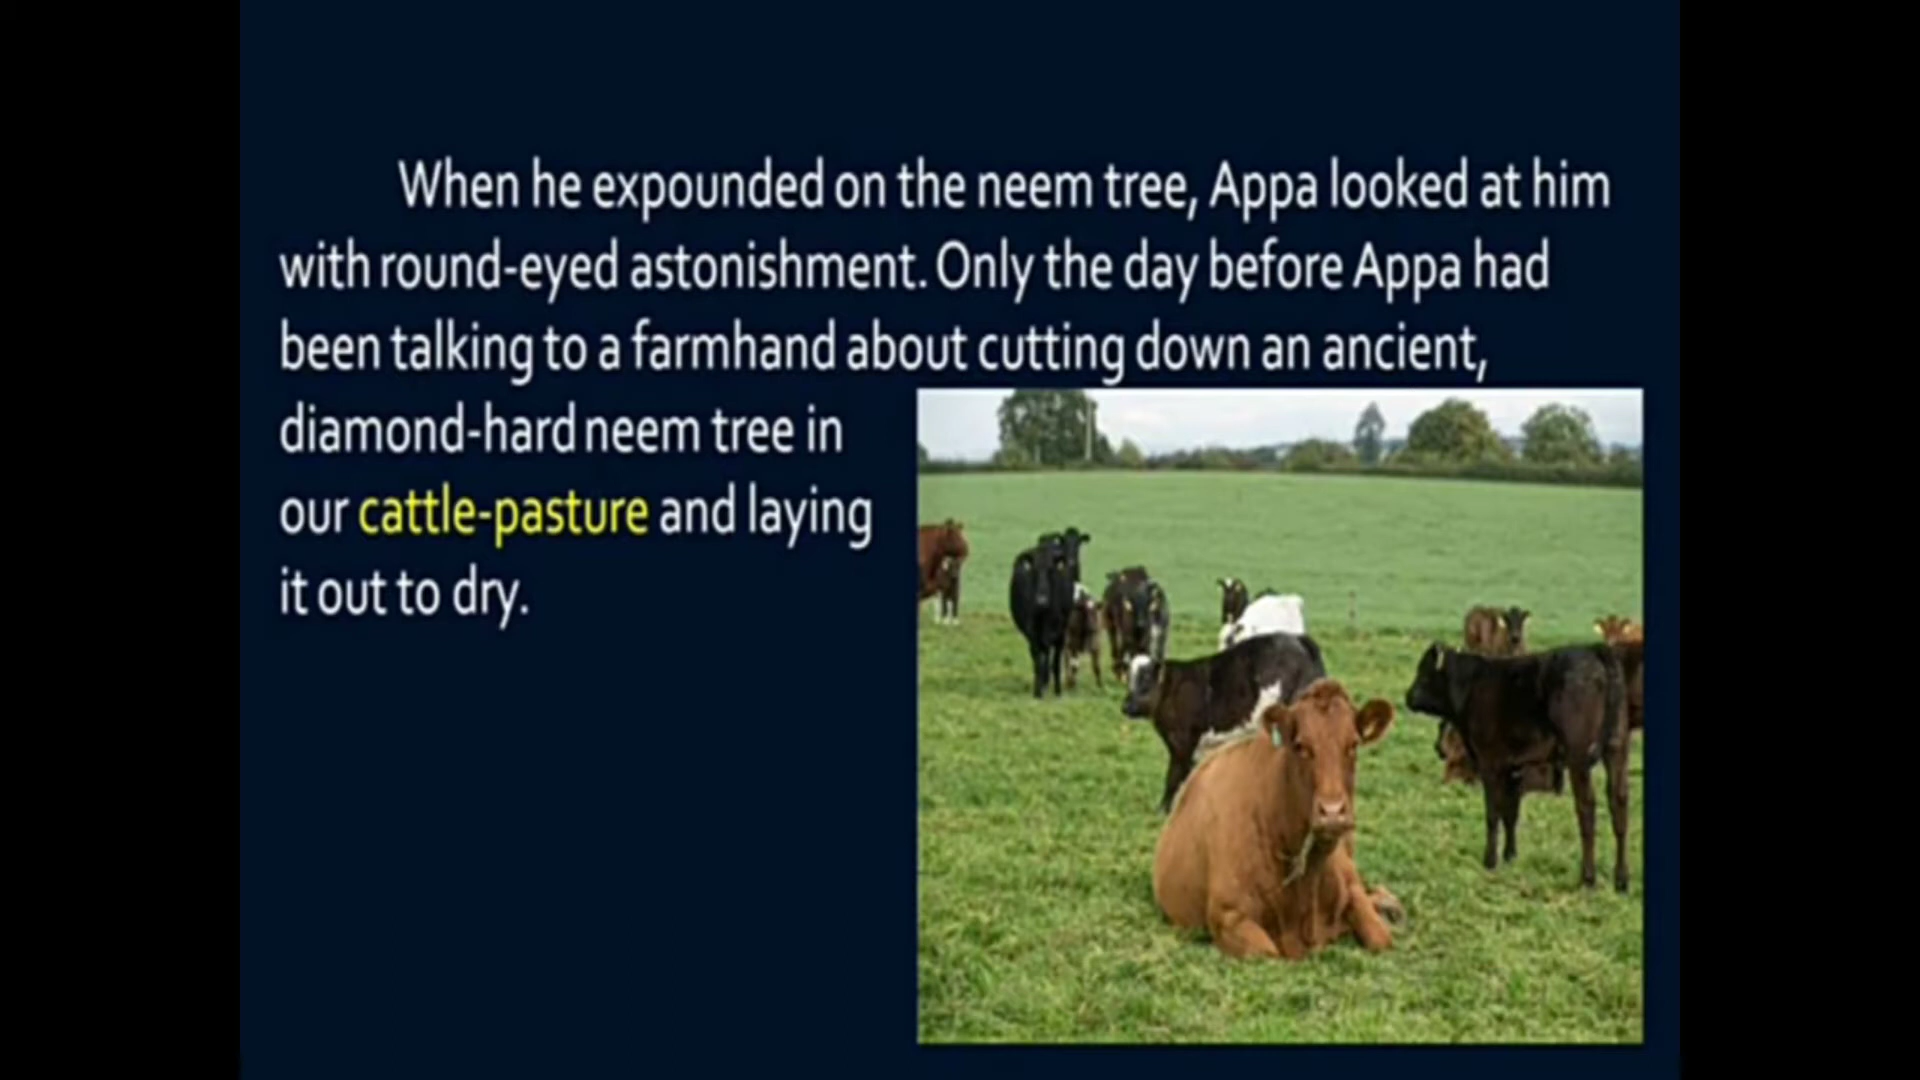 When he expounded on the neem tree, Appa looked at him
with round-eyed astonishment. Only the day before Appa had
been talking to a farmhand about cutting down an ancient,
diamond-hard neem tree in
our cattle-pasture and laying
it out to dry.